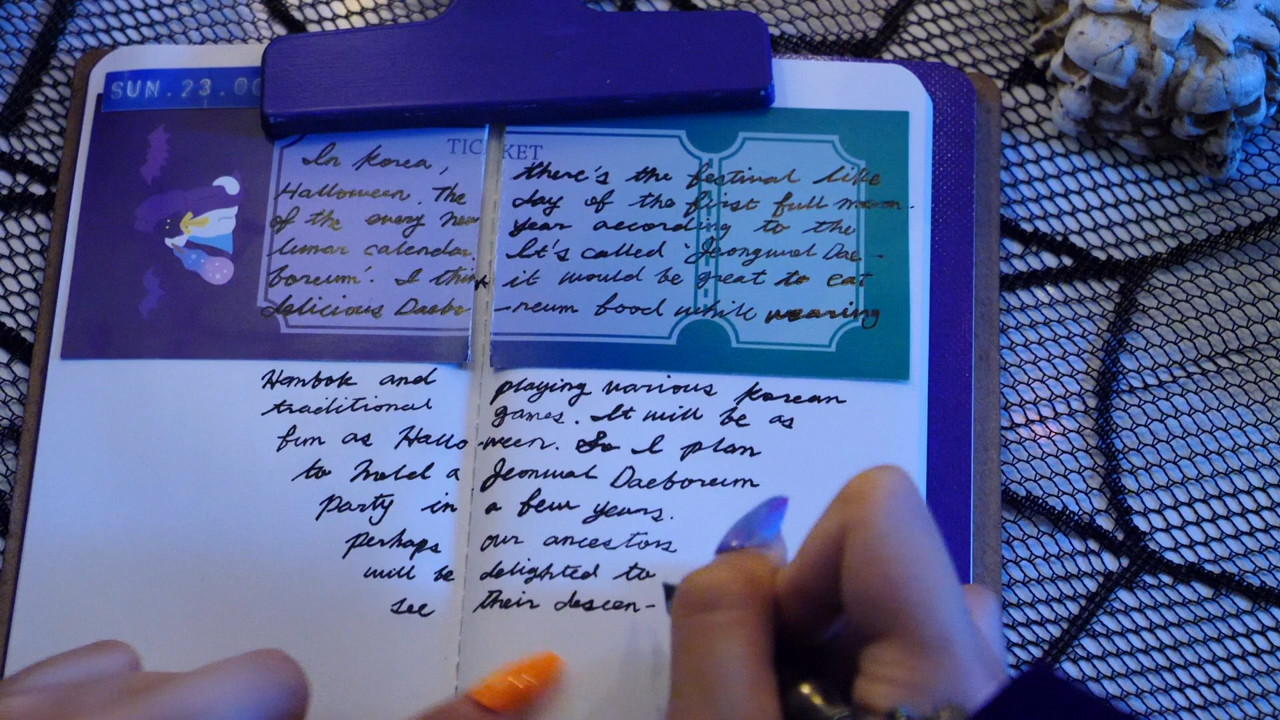 SUN.23.
TICKET
In Korea, there's the festival like
Halloween. The day of the first full moon
of the every new year according to the
lunar calendar. It's called 'Jeongwol Dae-
boreum'. I think it would be great to eat
delicious Daebo-reum food while wearing
Hanbok and playing various Korean
traditional games. It will be as
fun as Hallo-ween. So I plan
to hold a Jeonwol Daeboreum
Party in a few years.
Perhaps our ancestors
will be delighted to
see their descen-